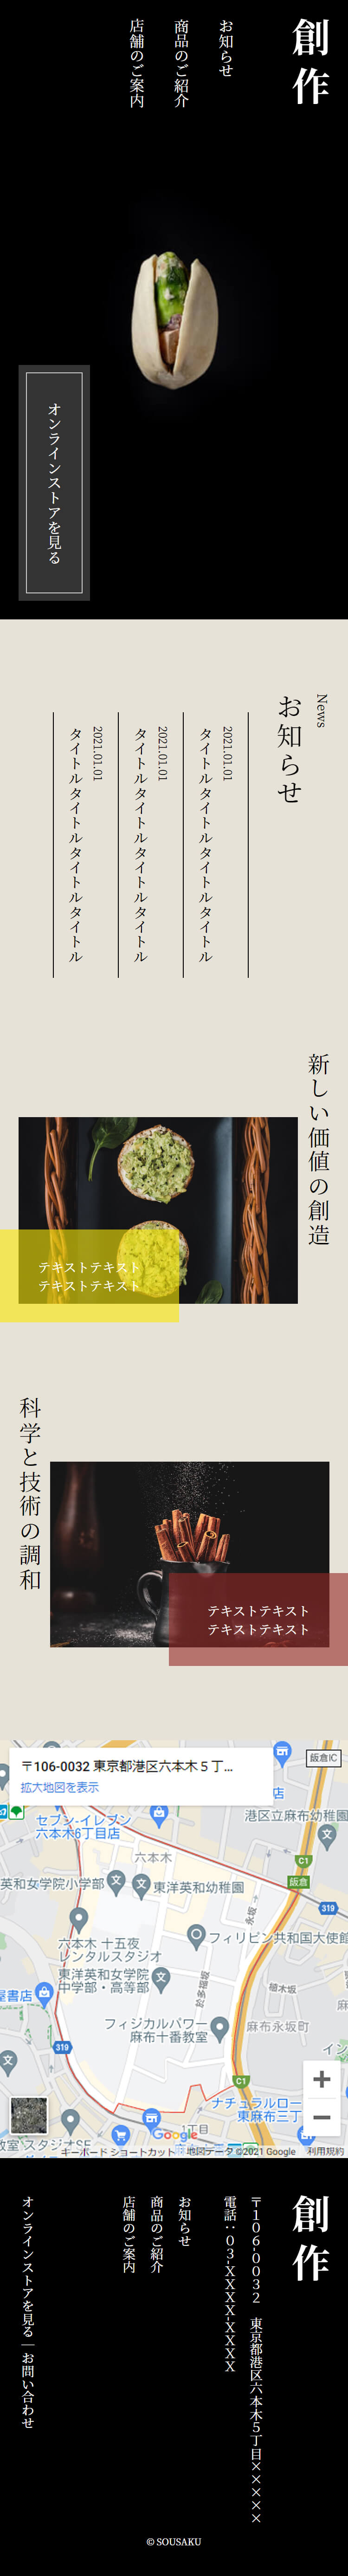 創作
お知らせ
商品のご紹介
店舗のご案内
オンラインストアを見る
News
お知らせ
2021.01.01
タイトルタイトルタイトルタイトル
2021.01.01
タイトルタイトルタイトルタイトル
2021.01.01
タイトルタイトルタイトルタイトル
新しい価値の創造
テキストテキスト
テキストテキスト
科学と技術の調和
テキストテキスト
テキストテキスト
〒106-0032 東京都港区六本木５丁...
拡大地図を表示
飯倉IC
店
セブン-イレブン
六本木6丁目店
港区立麻布幼稚園
六本木
C1
英和女学院小学部
東洋英和幼稚園
飯倉
319
永坂
六本木 十五夜
レンタルスタジオ
フィリピン共和国大使館
東洋英和女学院
中学部・高等部
植木坂
屋書店
フィジカルパワー
麻布十番教室
麻布永坂町
319
C1
ナチュラルロー
東麻布三丁
1丁目
教室 スタジオSE
Google
キーボード ショートカット
地図データ ©2021 Google
利用規約
創作
〒106-0032 東京都港区六本木5丁目×××××
電話：03-XXXX-XXXX
お知らせ
商品のご紹介
店舗のご案内
オンラインストアを見る｜お問い合わせ
© SOUSAKU